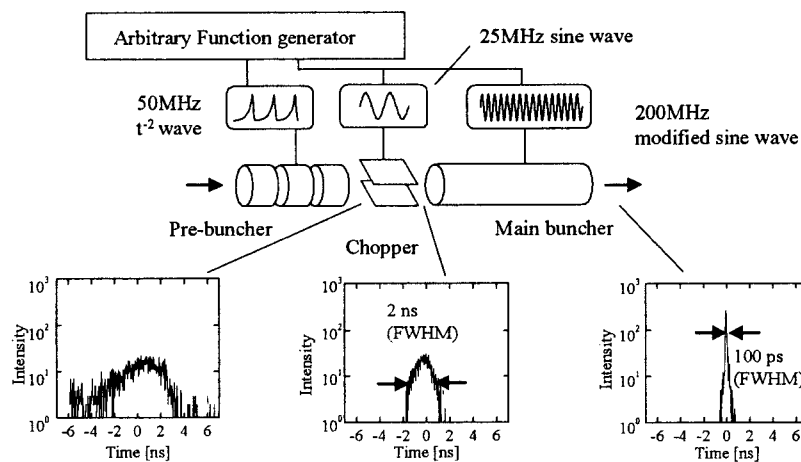 Arbitrary Function generator
25MHz sine wave
50MHz
t⁻² wave
200MHz
modified sine wave
Pre-buncher
Chopper
Main buncher
10³
10²
10¹
10⁰
Intensity
-6 -4 -2 0 2 4 6
Time [ns]
10³
10²
10¹
10⁰
Intensity
2 ns
(FWHM)
-6 -4 -2 0 2 4 6
Time [ns]
10³
10²
10¹
10⁰
Intensity
100 ps
(FWHM)
-6 -4 -2 0 2 4 6
Time [ns]